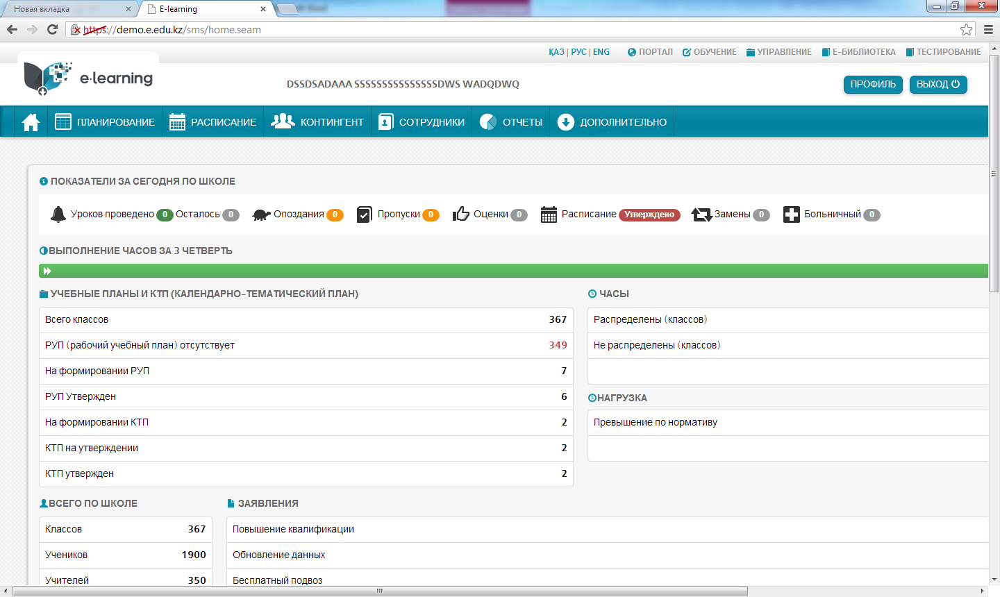 Новая вкладка
E-learning
https://demo.e.edu.kz/sms/home.seam
ҚАЗ | РУС | ENG ПОРТАЛ ОБУЧЕНИЕ УПРАВЛЕНИЕ Е-БИБЛИОТЕКА ТЕСТИРОВАНИЕ
e-learning
DSSDSADAAA SSSSSSSSSSSSSSSDWS WADQDWQ
ПРОФИЛЬ ВЫХОД
ПЛАНИРОВАНИЕ РАСПИСАНИЕ КОНТИНГЕНТ СОТРУДНИКИ ОТЧЕТЫ ДОПОЛНИТЕЛЬНО
ПОКАЗАТЕЛИ ЗА СЕГОДНЯ ПО ШКОЛЕ
Уроков проведено 0 Осталось 0 Опоздания 0 Пропуски 0 Оценки 0 Расписание Утверждено Замены 0 Больничный 0
ВЫПОЛНЕНИЕ ЧАСОВ ЗА 3 ЧЕТВЕРТЬ
УЧЕБНЫЕ ПЛАНЫ И КТП (КАЛЕНДАРНО-ТЕМАТИЧЕСКИЙ ПЛАН)
Всего классов 367
РУП (рабочий учебный план) отсутствует 349
На формировании РУП 7
РУП Утвержден 6
На формировании КТП 2
КТП на утверждении 2
КТП утвержден 2
ЧАСЫ
Распределены (классов)
Не распределены (классов)
НАГРУЗКА
Превышение по нормативу
ВСЕГО ПО ШКОЛЕ
Классов 367
Учеников 1900
Учителей 350
ЗАЯВЛЕНИЯ
Повышение квалификации
Обновление данных
Бесплатный подвоз